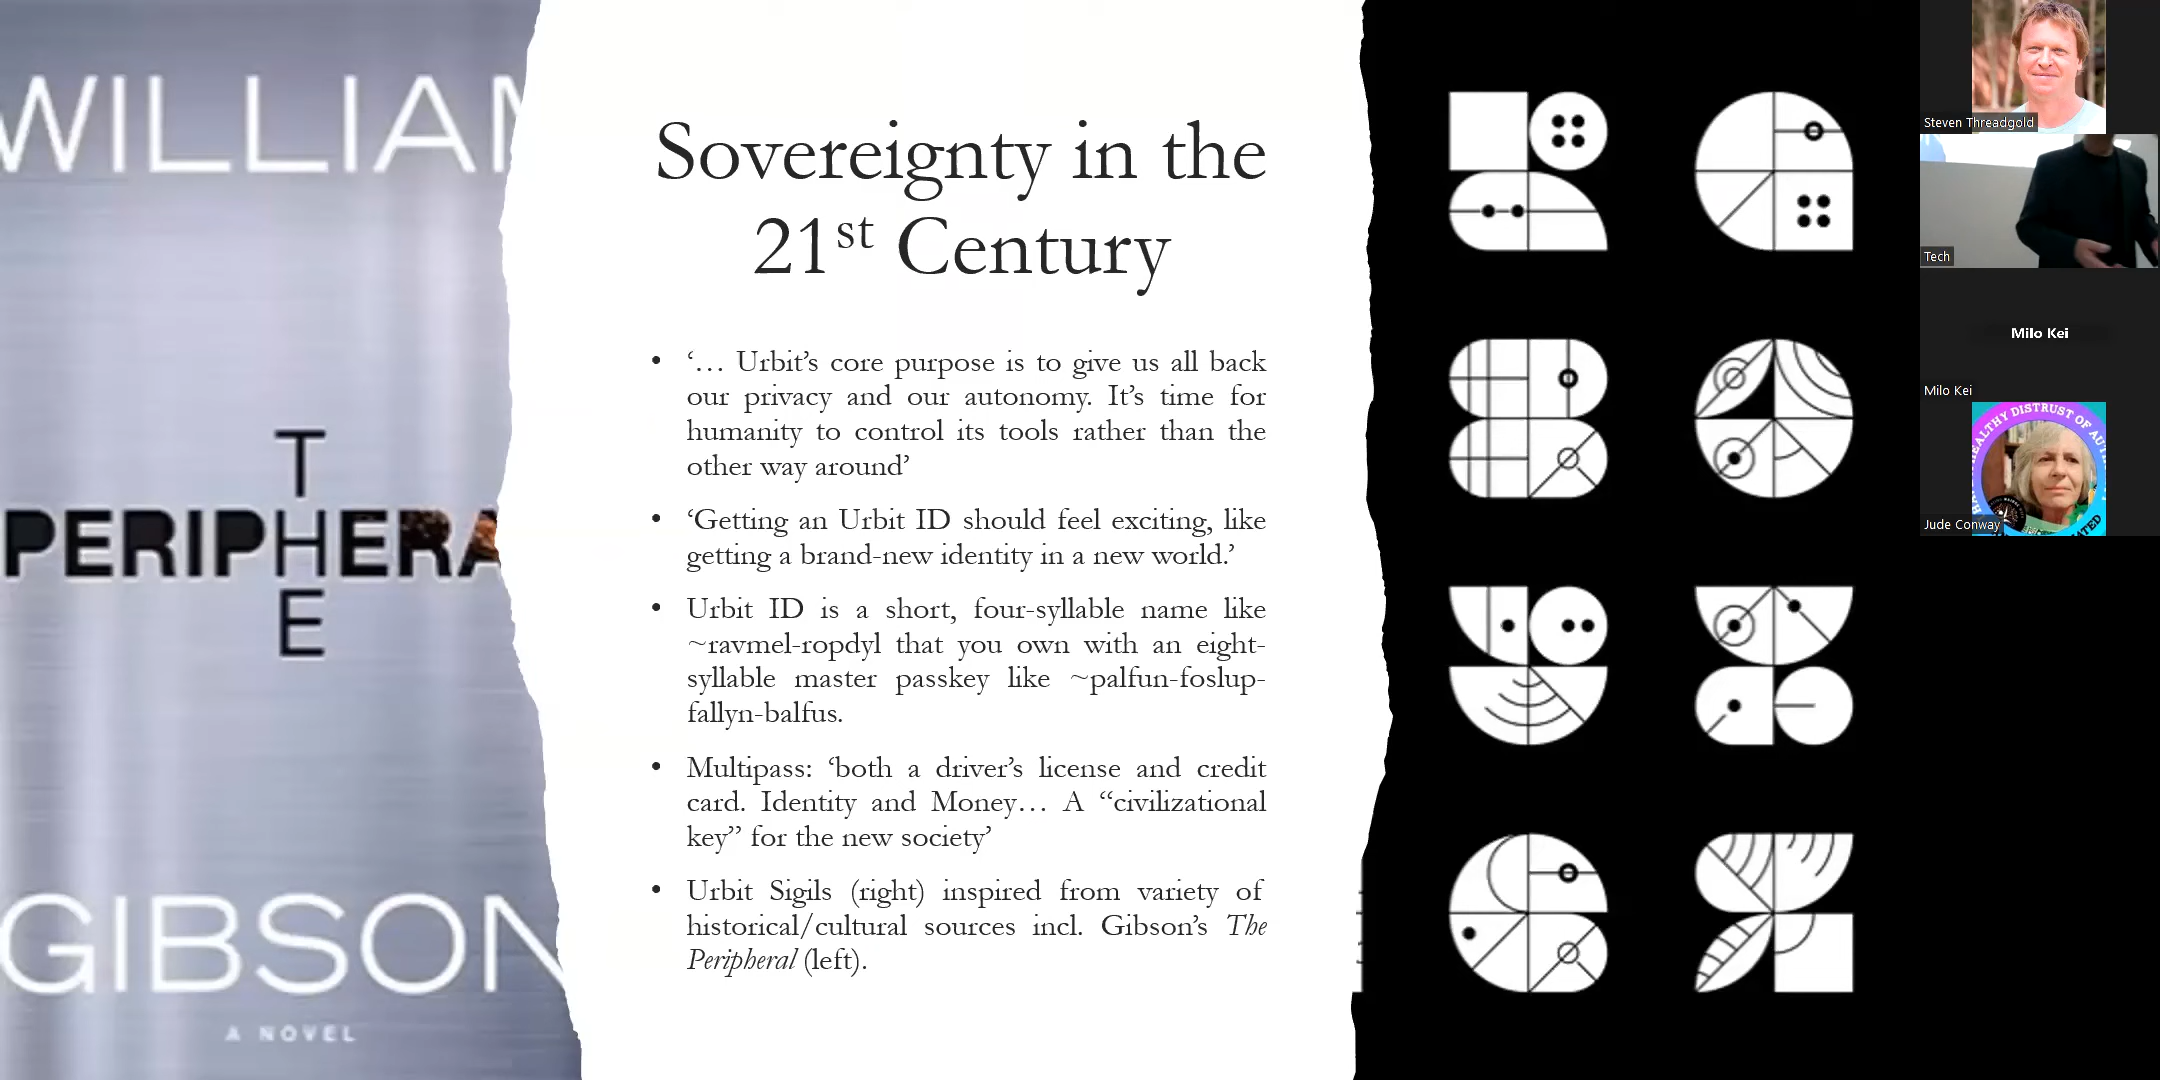 WILLIAM
THE
PERIPHERA
GIBSON
A NOVEL
Sovereignty in the
21st Century
• ‘… Urbit’s core purpose is to give us all back
our privacy and our autonomy. It’s time for
humanity to control its tools rather than the
other way around’
• ‘Getting an Urbit ID should feel exciting, like
getting a brand-new identity in a new world.’
• Urbit ID is a short, four-syllable name like
~ravmel-ropdyl that you own with an eight-
syllable master passkey like ~palfun-foslup-
fallyn-balfus.
• Multipass: ‘both a driver’s license and credit
card. Identity and Money… A “civilizational
key” for the new society’
• Urbit Sigils (right) inspired from variety of
historical/cultural sources incl. Gibson’s The
Peripheral (left).
Steven Threadgold
Tech
Milo Kei
Milo Kei
HEALTHY DISTRUST OF
Jude Conway